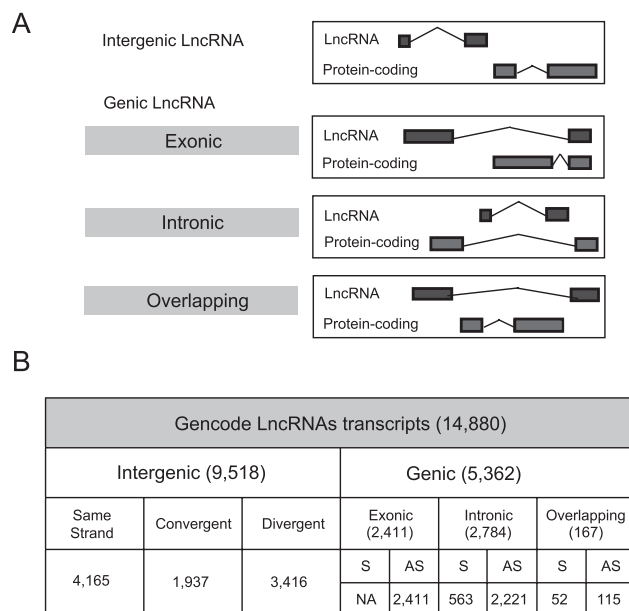 A
Intergenic LncRNA
LncRNA
Protein-coding
Genic LncRNA
Exonic
LncRNA
Protein-coding
Intronic
LncRNA
Protein-coding
Overlapping
LncRNA
Protein-coding
B
Gencode LncRNAs transcripts (14,880)
Intergenic (9,518) Genic (5,362)
Same Strand Convergent Divergent Exonic (2,411) Intronic (2,784) Overlapping (167)
S AS S AS S AS
4,165 1,937 3,416
NA 2,411 563 2,221 52 115